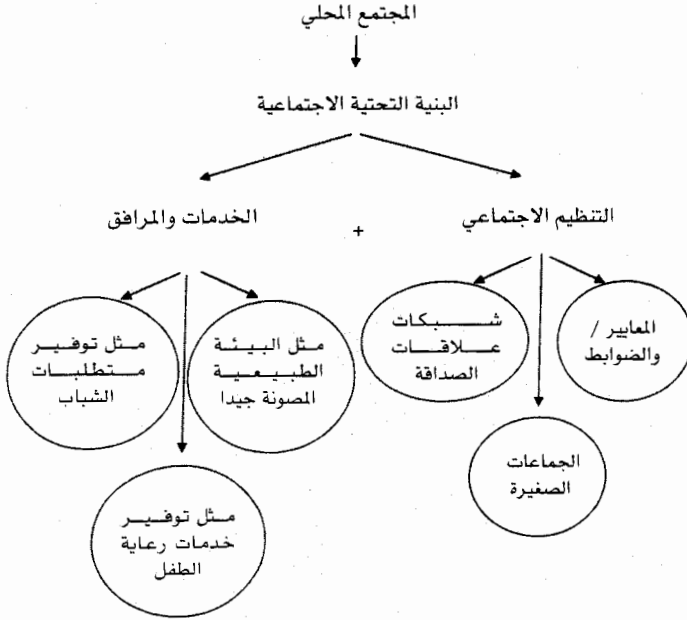 المجتمع المحلي
البنية التحتية الاجتماعية
التنظيم الاجتماعي
+
الخدمات والمرافق
المعايير /
والضوابط
شبكات
علاقات
الصداقة
الجماعات
الصغيرة
مثل البيئة
الطبيعية
المصونة جيدا
مثل توفير
متطلبات
الشباب
مثل توفير
خدمات رعاية
الطفل